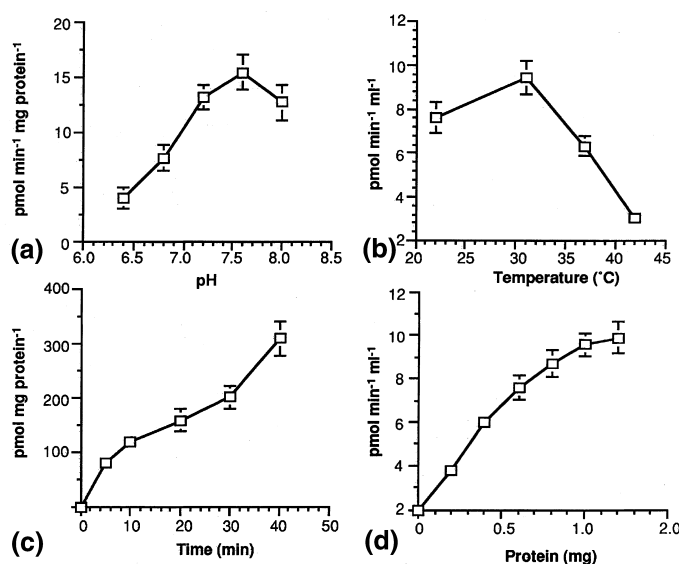 20
15
10
5
0
pmol min-1 mg protein-1
6.0 6.5 7.0 7.5 8.0 8.5
pH
(a)
12
10
8
6
4
2
pmol min-1 ml-1
20 25 30 35 40 45
Temperature (˚C)
(b)
400
300
200
100
pmol mg protein-1
0 10 20 30 40 50
Time (min)
(c)
12
10
8
6
4
2
pmol min-1 ml-1
0 0.5 1.0 2.0
Protein (mg)
(d)